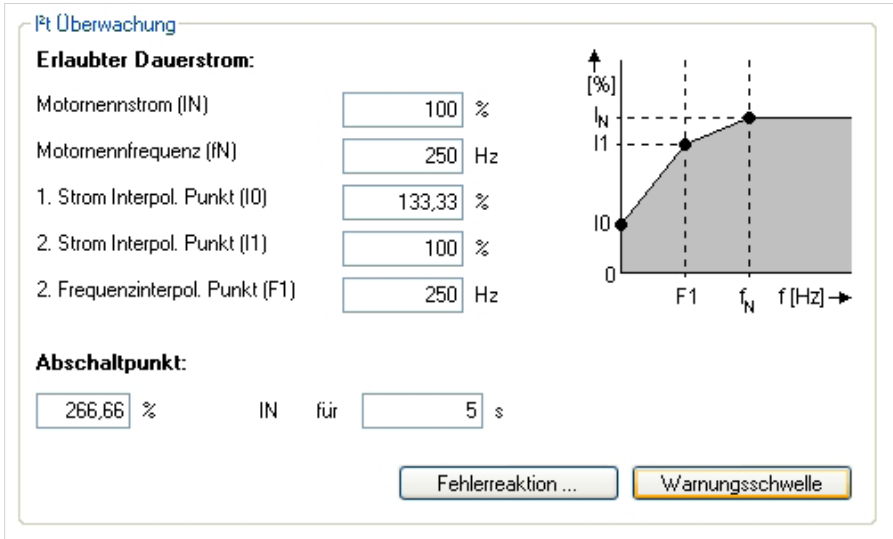 I²t Überwachung
Erlaubter Dauerstrom:
Motornennstrom (IN) 100 %
Motornennfrequenz (fN) 250 Hz
1. Strom Interpol. Punkt (I0) 133,33 %
2. Strom Interpol. Punkt (I1) 100 %
2. Frequenzinterpol. Punkt (F1) 250 Hz
[%]
IN
I1
I0
0
F1 fN f [Hz]
Abschaltpunkt:
266,66 % IN für 5 s
Fehlerreaktion ... Warnungsschwelle